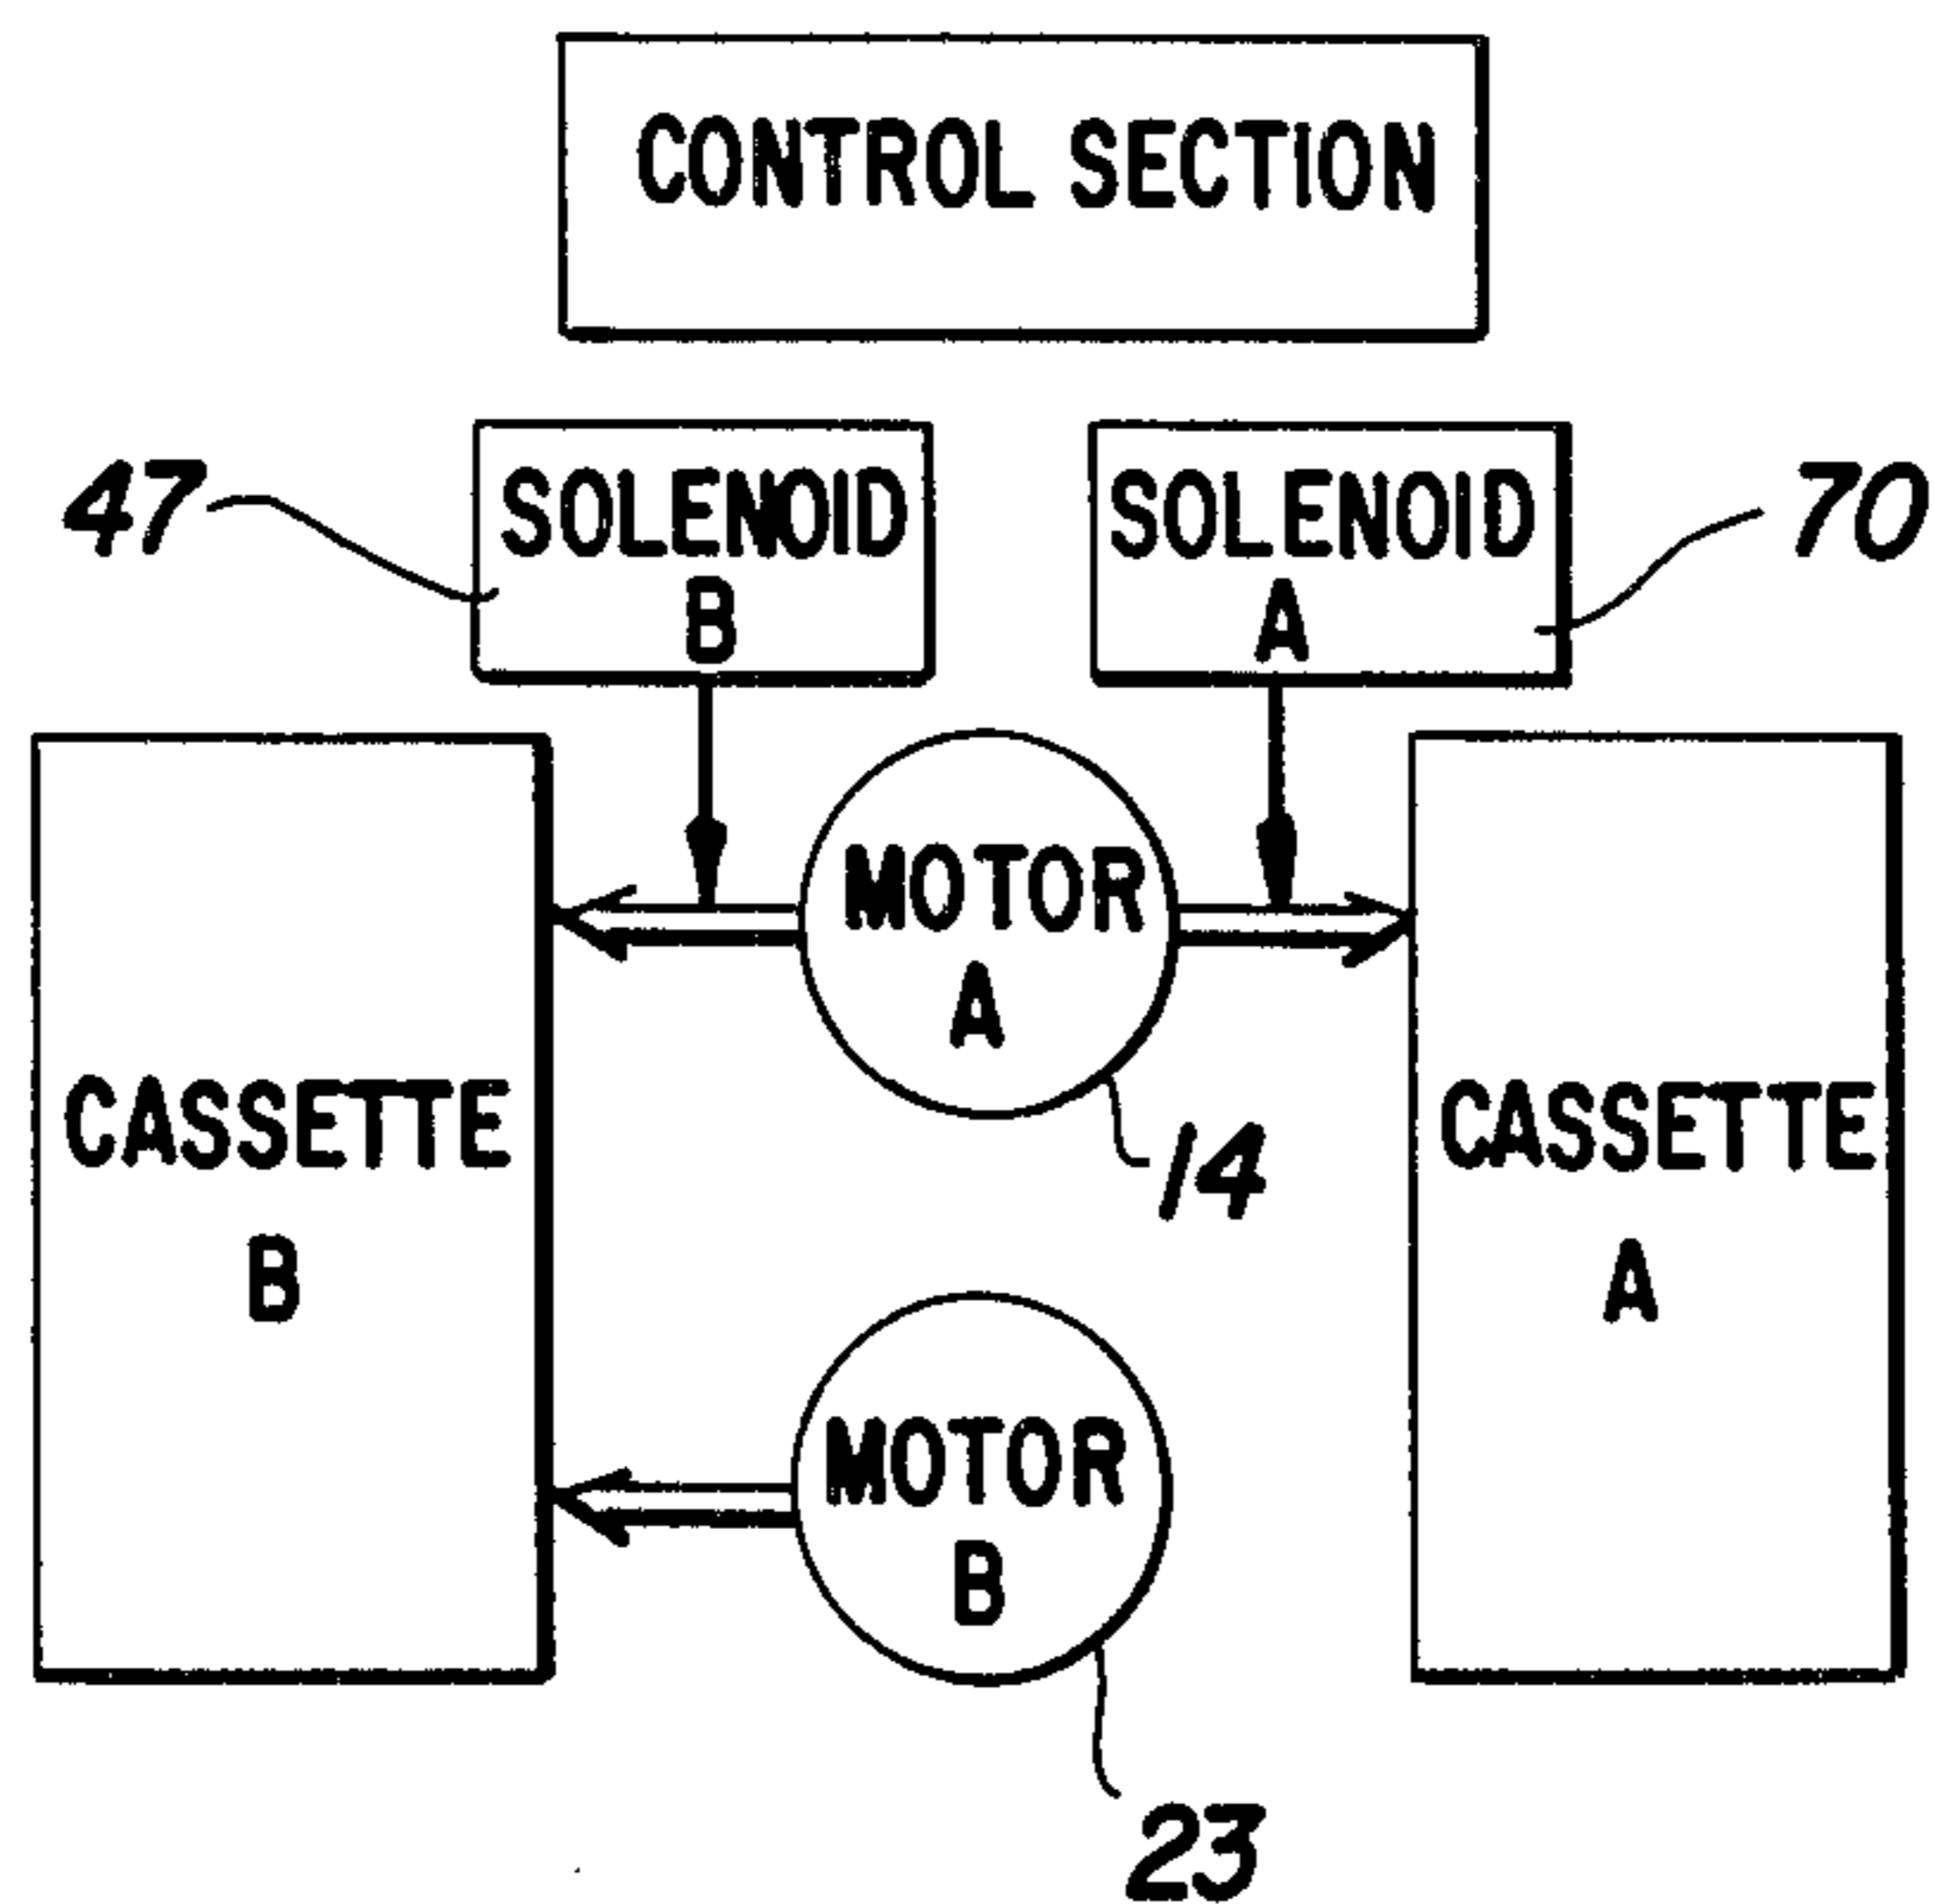 CONTROL SECTION
47
SOLENOID
B
SOLENOID
A
70
MOTOR
A
14
CASSETTE
B
CASSETTE
A
MOTOR
B
23